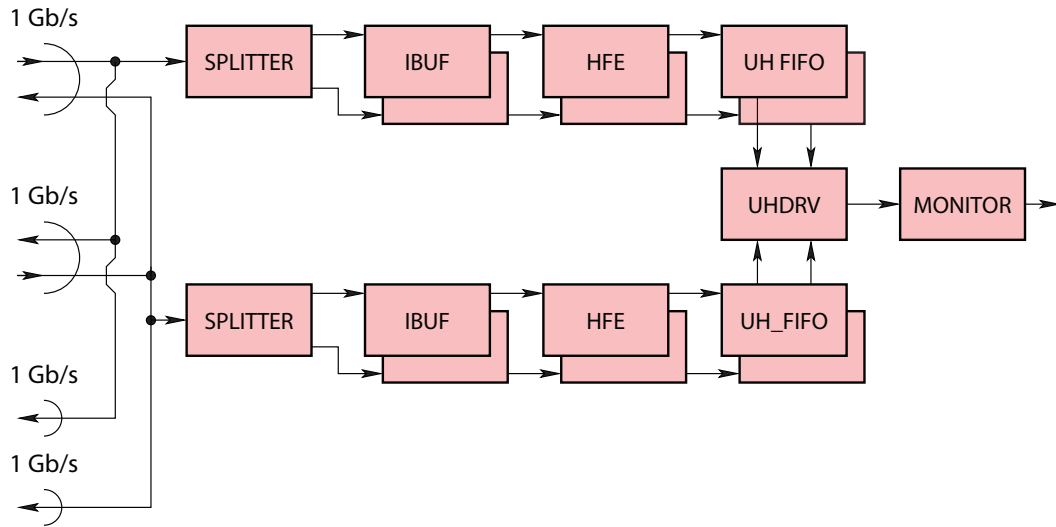 1 Gb/s
SPLITTER
IBUF
HFE
UH FIFO
1 Gb/s
UHDRV
MONITOR
SPLITTER
IBUF
HFE
UH_FIFO
1 Gb/s
1 Gb/s